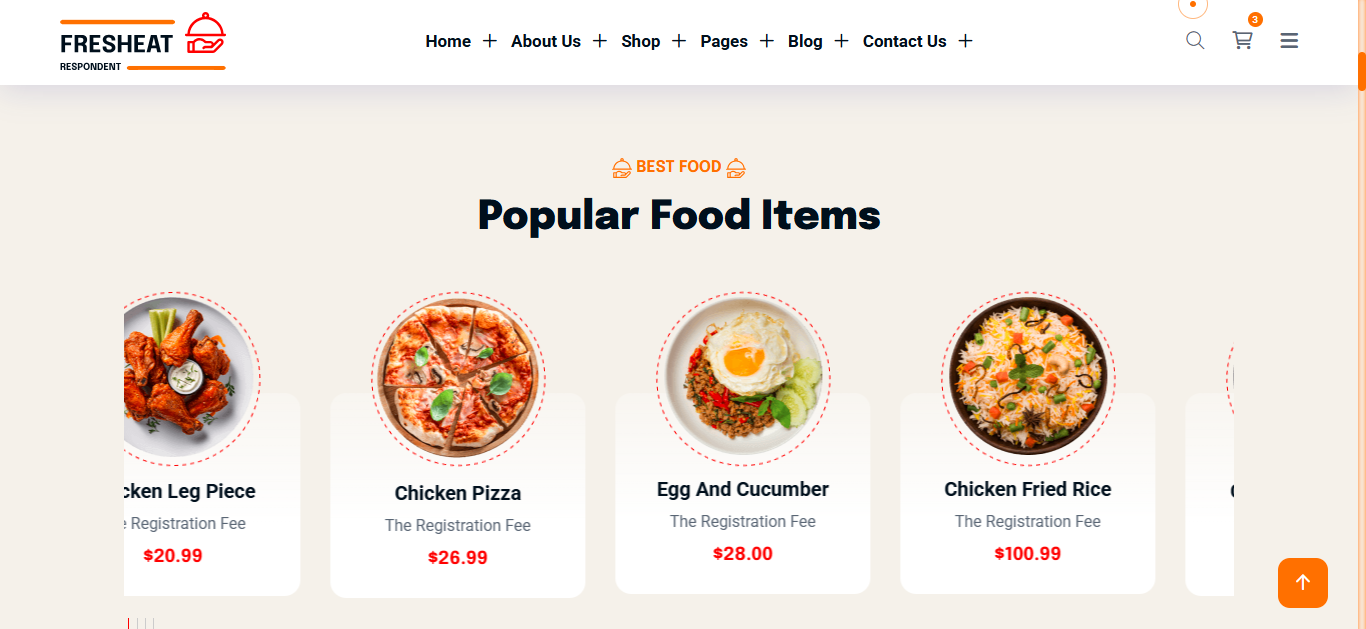 FRESHEAT
RESPONDENT
Home
About Us
Shop
Pages
Blog
Contact Us
3
BEST FOOD
Popular Food Items
cken Leg Piece
Registration Fee
$20.99
Chicken Pizza
The Registration Fee
$26.99
Egg And Cucumber
The Registration Fee
$28.00
Chicken Fried Rice
The Registration Fee
$100.99